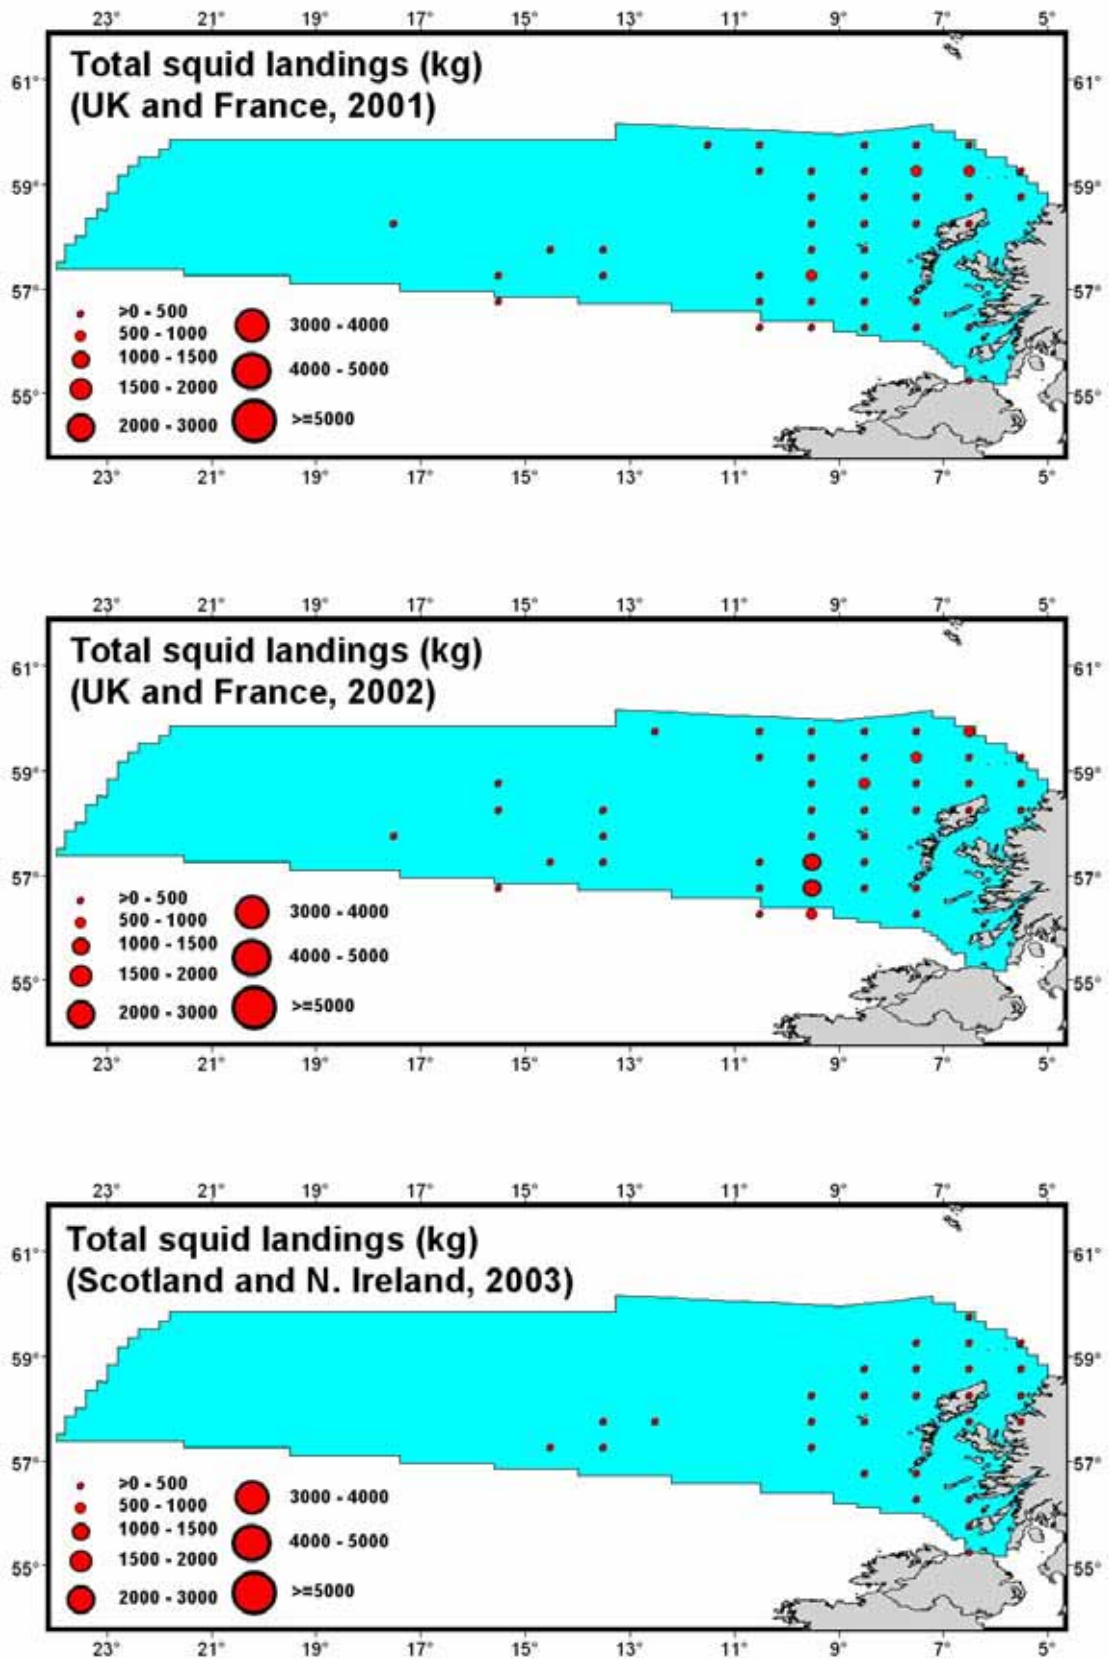 23° 21° 19° 17° 15° 13° 11° 9° 7° 5°
Total squid landings (kg)
(UK and France, 2001)
61° 61°
59° 59°
57° 57°
>0 - 500
500 - 1000
1000 - 1500
1500 - 2000
2000 - 3000
3000 - 4000
4000 - 5000
>=5000
55° 55°
23° 21° 19° 17° 15° 13° 11° 9° 7° 5°
23° 21° 19° 17° 15° 13° 11° 9° 7° 5°
Total squid landings (kg)
(UK and France, 2002)
61° 61°
59° 59°
57° 57°
>0 - 500
500 - 1000
1000 - 1500
1500 - 2000
2000 - 3000
3000 - 4000
4000 - 5000
>=5000
55° 55°
23° 21° 19° 17° 15° 13° 11° 9° 7° 5°
23° 21° 19° 17° 15° 13° 11° 9° 7° 5°
Total squid landings (kg)
(Scotland and N. Ireland, 2003)
61° 61°
59° 59°
57° 57°
>0 - 500
500 - 1000
1000 - 1500
1500 - 2000
2000 - 3000
3000 - 4000
4000 - 5000
>=5000
55° 55°
23° 21° 19° 17° 15° 13° 11° 9° 7° 5°